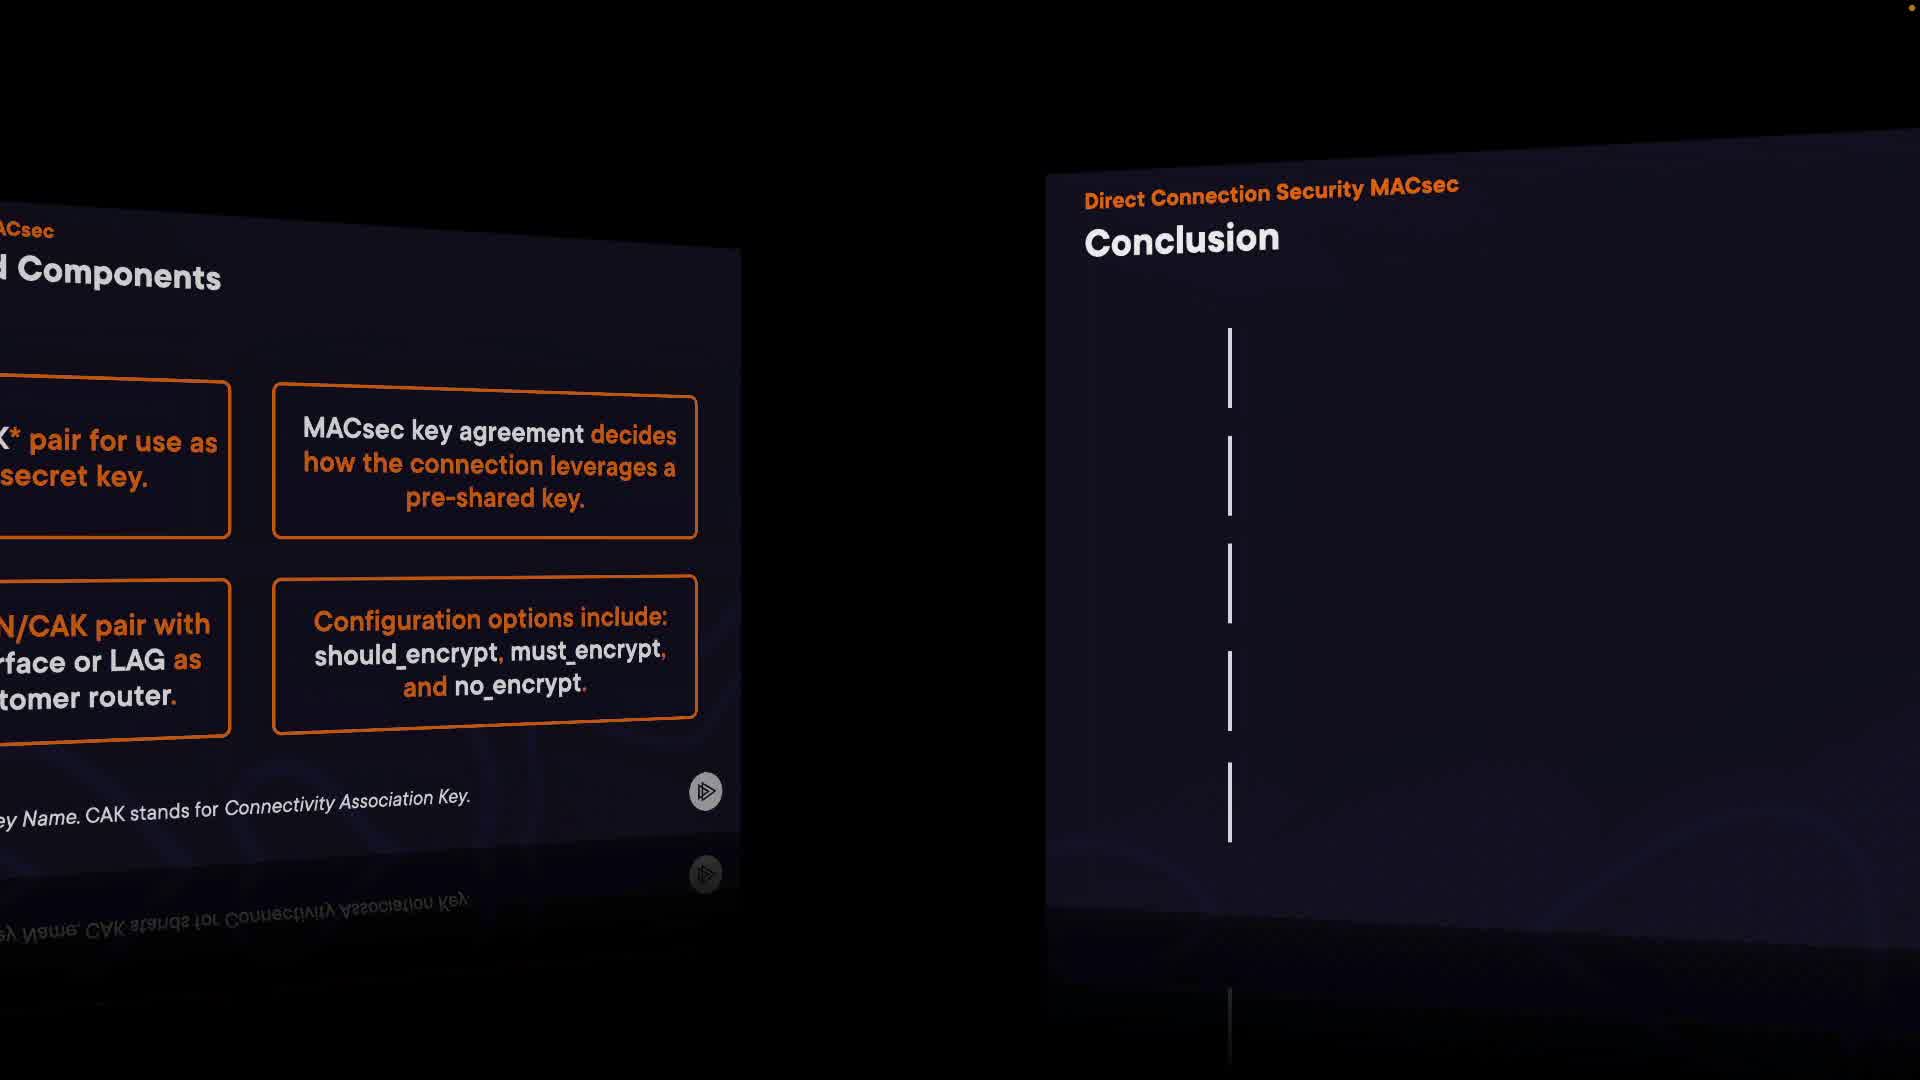 ACsec
d Components
K* pair for use as
secret key.
MACsec key agreement decides
how the connection leverages a
pre-shared key.
N/CAK pair with
rface or LAG as
tomer router.
Configuration options include:
should_encrypt, must_encrypt,
and no_encrypt.
ey Name. CAK stands for Connectivity Association Key.
Direct Connection Security MACsec
Conclusion